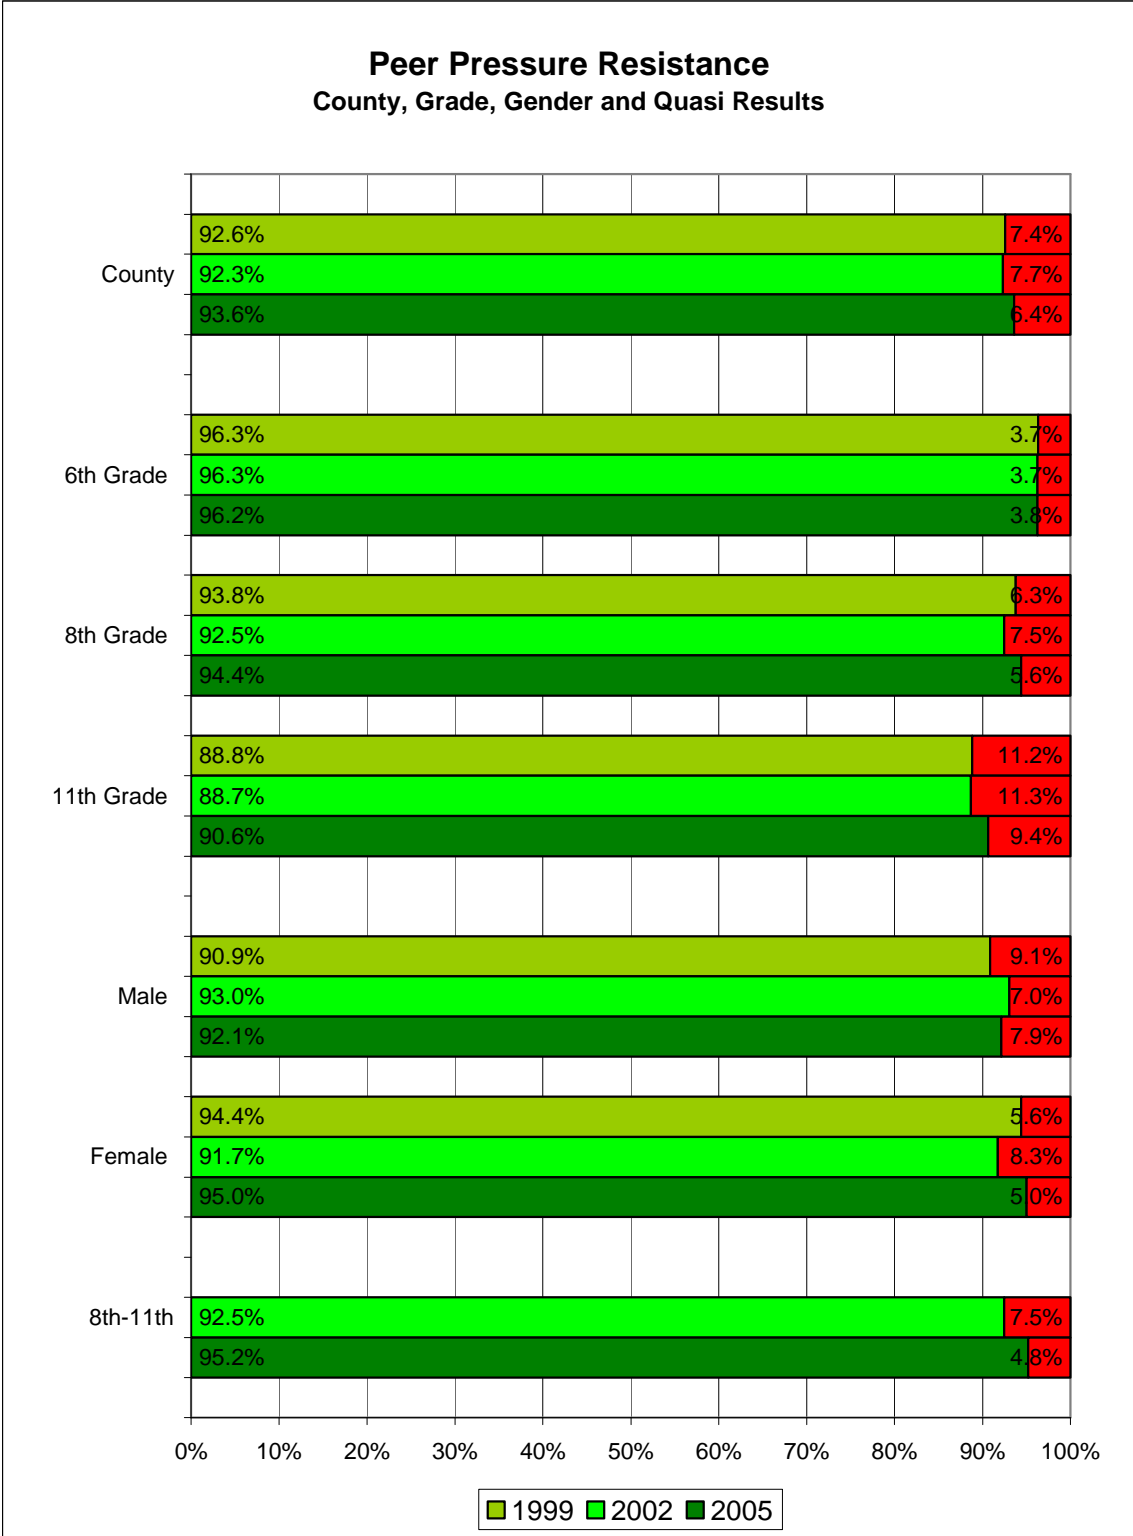 Peer Pressure Resistance
County, Grade, Gender and Quasi Results
92.6% 7.4%
County 92.3% 7.7%
93.6% 6.4%
96.3% 3.7%
6th Grade 96.3% 3.7%
96.2% 3.8%
93.8% 6.3%
8th Grade 92.5% 7.5%
94.4% 5.6%
88.8% 11.2%
11th Grade 88.7% 11.3%
90.6% 9.4%
90.9% 9.1%
Male 93.0% 7.0%
92.1% 7.9%
94.4% 5.6%
Female 91.7% 8.3%
95.0% 5.0%
8th-11th 92.5% 7.5%
95.2% 4.8%
0% 10% 20% 30% 40% 50% 60% 70% 80% 90% 100%
1999 2002 2005